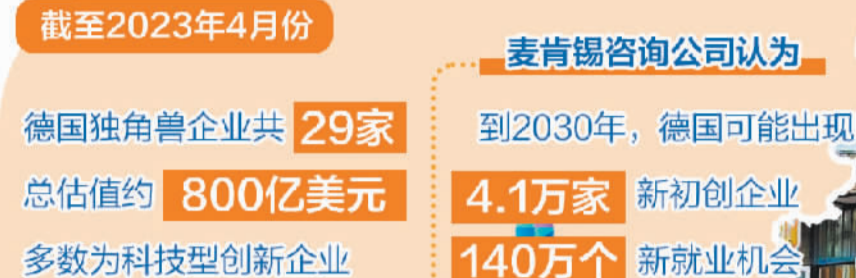 截至2023年4月份
德国独角兽企业共 29家
总估值约 800亿美元
多数为科技型创新企业
麦肯锡咨询公司认为
到2030年，德国可能出现
4.1万家 新初创企业
140万个 新就业机会